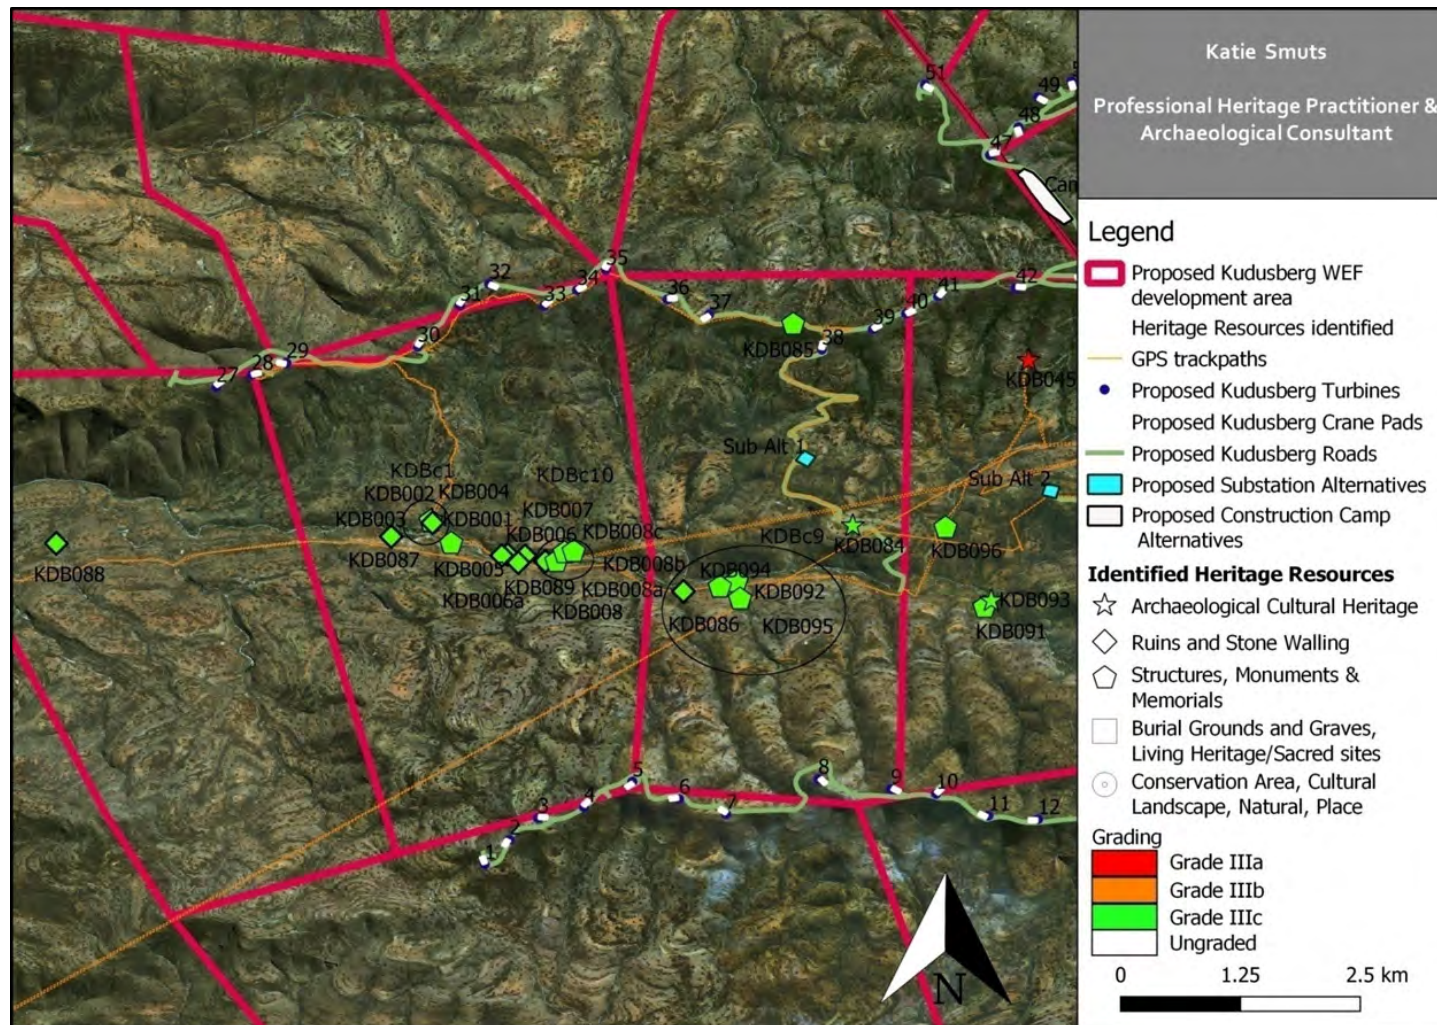 Katie Smuts
Professional Heritage Practitioner &
Archaeological Consultant
Legend
Proposed Kudusberg WEF
development area
Heritage Resources identified
GPS trackpaths
Proposed Kudusberg Turbines
Proposed Kudusberg Crane Pads
Proposed Kudusberg Roads
Proposed Substation Alternatives
Proposed Construction Camp
Alternatives
Identified Heritage Resources
Archaeological Cultural Heritage
Ruins and Stone Walling
Structures, Monuments &
Memorials
Burial Grounds and Graves,
Living Heritage/Sacred sites
Conservation Area, Cultural
Landscape, Natural, Place
Grading
Grade IIIa
Grade IIIb
Grade IIIc
Ungraded
0 1.25 2.5 km
51
49
48
47
35
34
33
32
31
30
29
28
27
36
37
38
39
40
41
42
KDB085
KDB045
Sub Alt 1
Sub Alt 2
KDBc1
KDBc10
KDB002
KDB004
KDB003
KDB001
KDB007
KDB006
KDB008c
KDBc9
KDB084
KDB096
KDB088
KDB087
KDB005
KDB089
KDB008b
KDB008a
KDB006a
KDB008
KDB094
KDB092
KDB086
KDB095
KDB093
KDB091
1
2
3
4
5
6
7
8
9
10
11
12
N